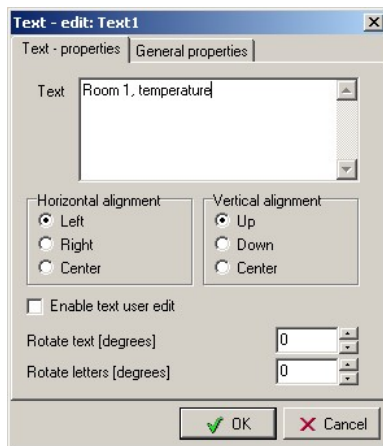 Text - edit: Text1
Text - properties General properties
Text Room 1, temperature
Horizontal alignment Vertical alignment
Left Up
Right Down
Center Center
Enable text user edit
Rotate text [degrees] 0
Rotate letters [degrees] 0
OK Cancel